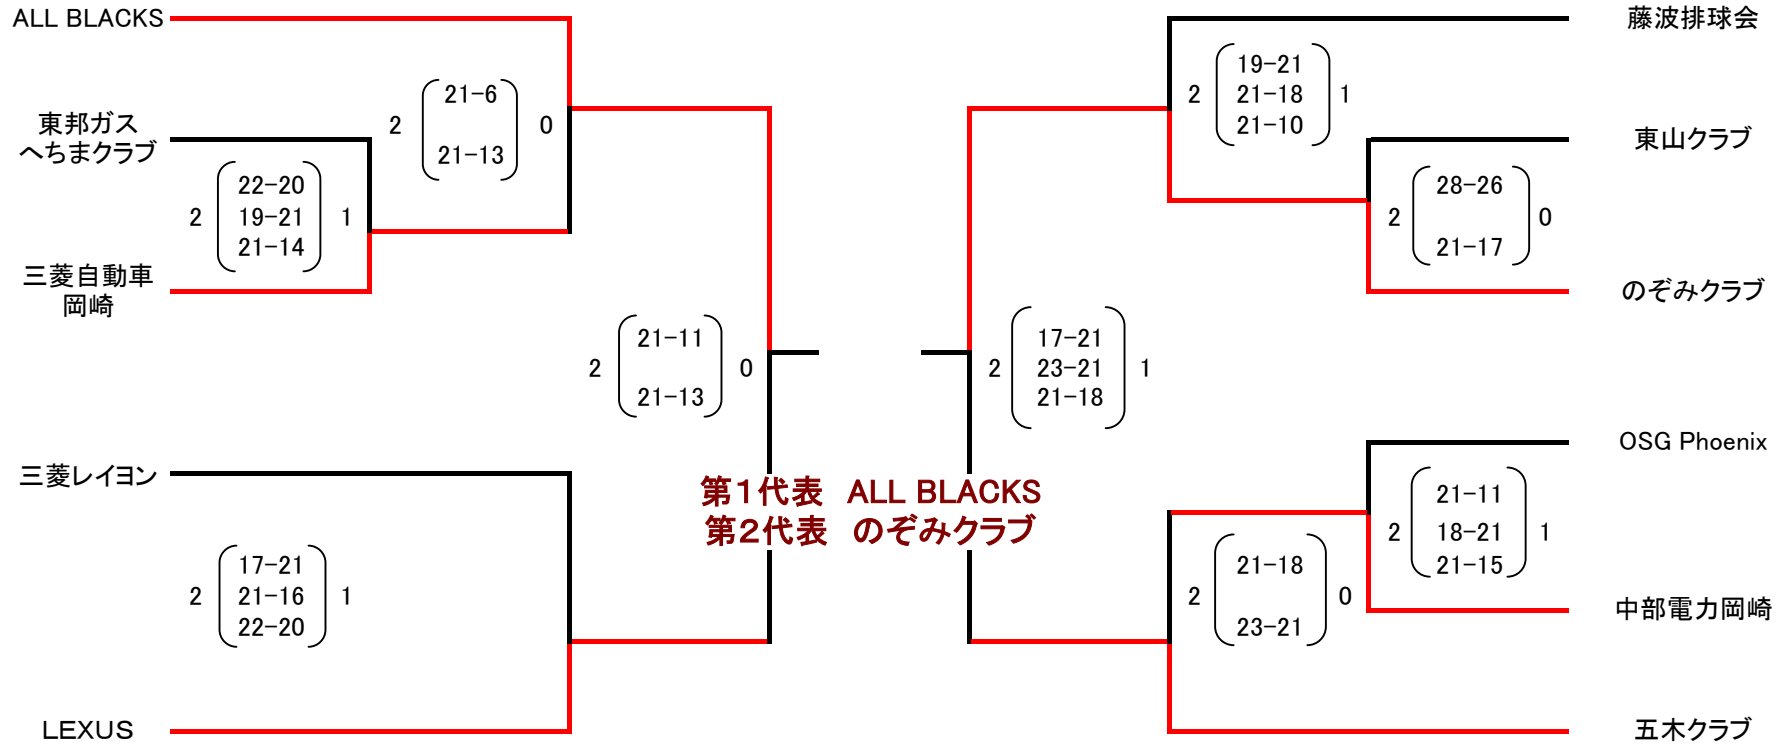 ALL BLACKS
東邦ガス
へちまクラブ
三菱自動車
岡崎
三菱レイヨン
LEXUS
2
22-20
19-21
21-14
1
2
21-6
21-13
0
2
17-21
21-16
22-20
1
2
21-11
21-13
0
第1代表 ALL BLACKS
第2代表 のぞみクラブ
2
17-21
23-21
21-18
1
2
19-21
21-18
21-10
1
2
28-26
21-17
0
2
21-18
23-21
0
2
21-11
18-21
21-15
1
藤波排球会
東山クラブ
のぞみクラブ
OSG Phoenix
中部電力岡崎
五木クラブ